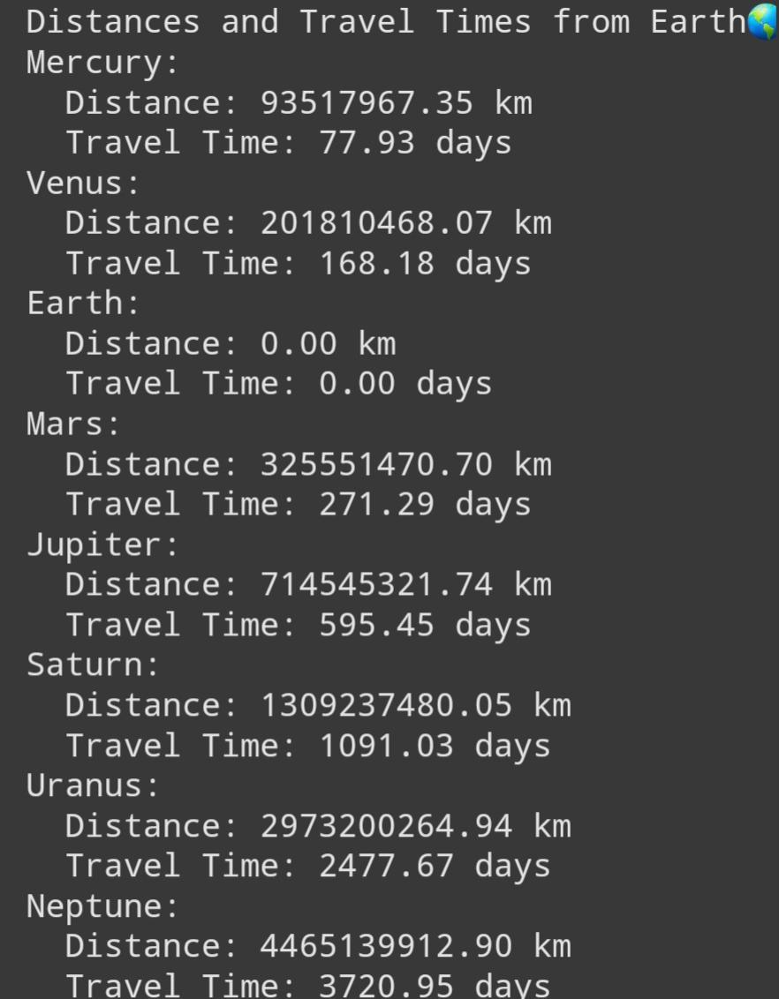 Distances and Travel Times from Earth🌎
Mercury:
  Distance: 93517967.35 km
  Travel Time: 77.93 days
Venus:
  Distance: 201810468.07 km
  Travel Time: 168.18 days
Earth:
  Distance: 0.00 km
  Travel Time: 0.00 days
Mars:
  Distance: 325551470.70 km
  Travel Time: 271.29 days
Jupiter:
  Distance: 714545321.74 km
  Travel Time: 595.45 days
Saturn:
  Distance: 1309237480.05 km
  Travel Time: 1091.03 days
Uranus:
  Distance: 2973200264.94 km
  Travel Time: 2477.67 days
Neptune:
  Distance: 4465139912.90 km
  Travel Time: 3720.95 days